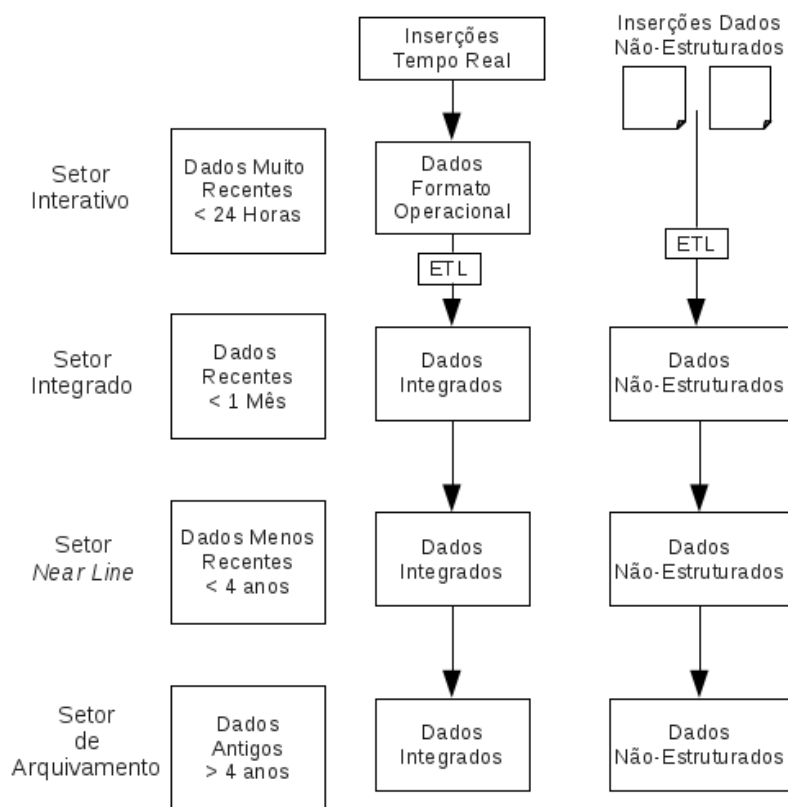 Inserções
Tempo Real
Inserções Dados
Não-Estruturados
Setor
Interativo
Dados Muito
Recentes
< 24 Horas
Dados
Formato
Operacional
ETL
ETL
Setor
Integrado
Dados
Recentes
< 1 Mês
Dados
Integrados
Dados
Não-Estruturados
Setor
Near Line
Dados Menos
Recentes
< 4 anos
Dados
Integrados
Dados
Não-Estruturados
Setor
de
Arquivamento
Dados
Antigos
> 4 anos
Dados
Integrados
Dados
Não-Estruturados